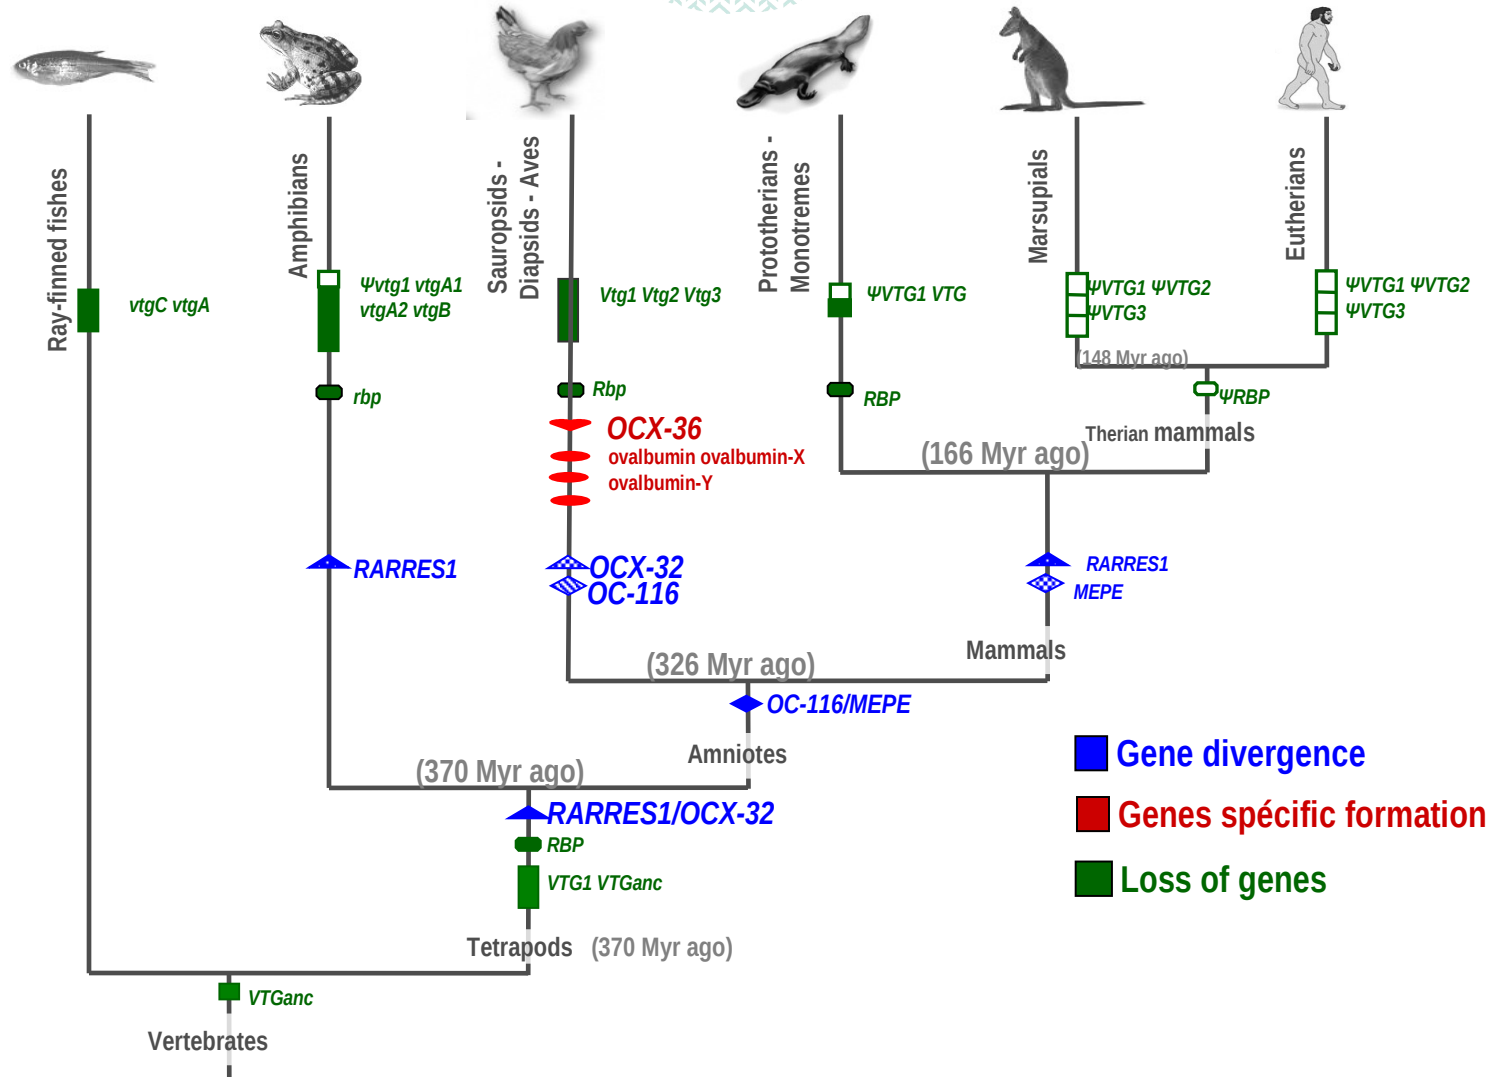 Ray-finned fishes
Amphibians
Sauropsids -
Diapsids - Aves
Prototherians -
Monotremes
Marsupials
Eutherians
vtgC vtgA
Ψvtg1 vtgA1
vtgA2 vtgB
Vtg1 Vtg2 Vtg3
ΨVTG1 VTG
ΨVTG1 ΨVTG2
ΨVTG3
ΨVTG1 ΨVTG2
ΨVTG3
(148 Myr ago)
rbp
Rbp
RBP
ΨRBP
OCX-36
ovalbumin ovalbumin-X
ovalbumin-Y
Therian mammals
(166 Myr ago)
RARRES1
OCX-32
OC-116
RARRES1
MEPE
Mammals
(326 Myr ago)
OC-116/MEPE
Amniotes
(370 Myr ago)
RARRES1/OCX-32
RBP
VTG1 VTGanc
Tetrapods (370 Myr ago)
VTGanc
Vertebrates
Gene divergence
Genes spécific formation
Loss of genes